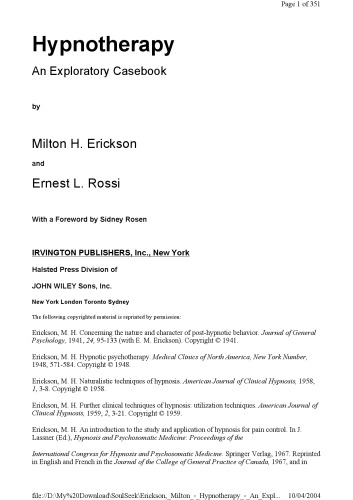 Page 1 of 351
Hypnotherapy
An Exploratory Casebook
by
Milton H. Erickson
and
Ernest L. Rossi
With a Foreword by Sidney Rosen
IRVINGTON PUBLISHERS, Inc., New York
Halsted Press Division of
JOHN WILEY Sons, Inc.
New York London Toronto Sydney
The following copyrighted material is reprinted by permission:
Erickson, M. H. Concerning the nature and character of post-hypnotic behavior. Journal of General
Psychology, 1941, 24, 95-133 (with E. M. Erickson). Copyright © 1941.
Erickson, M. H. Hypnotic psychotherapy. Medical Clinics of North America, New York Number,
1948, 571-584. Copyright © 1948.
Erickson, M. H. Naturalistic techniques of hypnosis. American Journal of Clinical Hypnosis, 1958,
1, 3-8. Copyright © 1958.
Erickson, M. H. Further clinical techniques of hypnosis: utilization techniques. American Journal of
Clinical Hypnosis, 1959, 2, 3-21. Copyright © 1959.
Erickson, M. H. An introduction to the study and application of hypnosis for pain control. In J.
Lassner (Ed.), Hypnosis and Psychosomatic Medicine: Proceedings of the
International Congress for Hypnosis and Psychosomatic Medicine. Springer Verlag, 1967. Reprinted
in English and French in the Journal of the College of General Practice of Canada, 1967, and in
file://D:\My%20Download\SoulSeek\Erickson,_Milton_-_Hypnotherapy_-_An_Expl... 10/04/2004